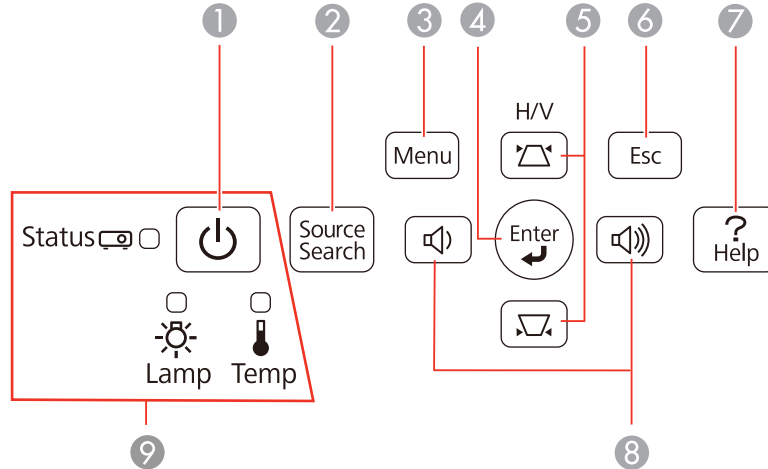 1
2
3
4
5
6
7
H/V
Menu
Esc
Status
Source
Search
Enter
?
Help
Lamp
Temp
9
8